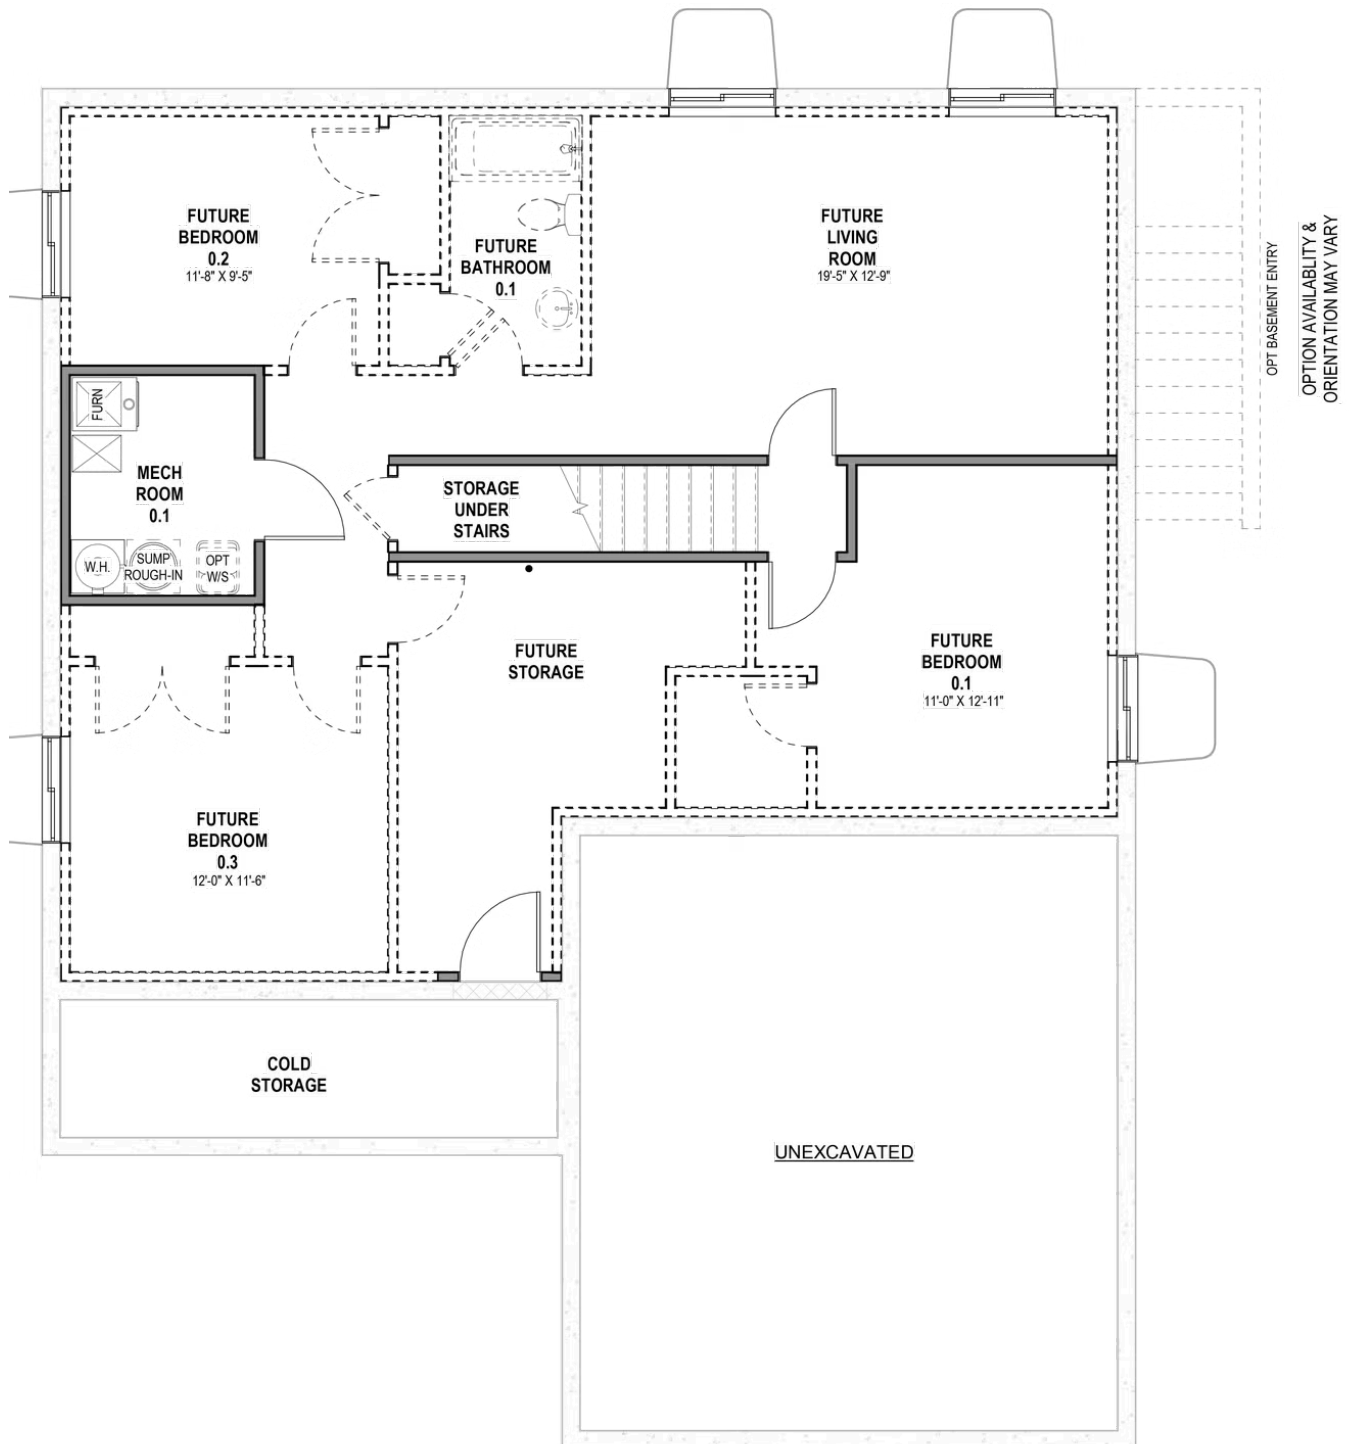 FUTURE
BEDROOM
0.2
11'-8" X 9'-5"
FUTURE
BATHROOM
0.1
FUTURE
LIVING
ROOM
19'-5" X 12'-9"
OPT BASEMENT ENTRY
OPTION AVAILABLITY &
ORIENTATION MAY VARY
FURN
MECH
ROOM
0.1
W.H.
SUMP
ROUGH-IN
OPT
W/S
STORAGE
UNDER
STAIRS
FUTURE
STORAGE
FUTURE
BEDROOM
0.1
11'-0" X 12'-11"
FUTURE
BEDROOM
0.3
12'-0" X 11'-6"
COLD
STORAGE
UNEXCAVATED